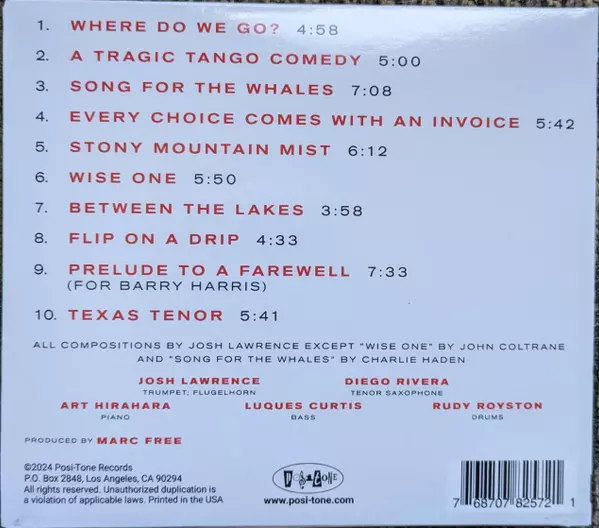 1. WHERE DO WE GO? 4:58
2. A TRAGIC TANGO COMEDY 5:00
3. SONG FOR THE WHALES 7:08
4. EVERY CHOICE COMES WITH AN INVOICE 5:42
5. STONY MOUNTAIN MIST 6:12
6. WISE ONE 5:50
7. BETWEEN THE LAKES 3:58
8. FLIP ON A DRIP 4:33
9. PRELUDE TO A FAREWELL 7:33
(FOR BARRY HARRIS)
10. TEXAS TENOR 5:41
ALL COMPOSITIONS BY JOSH LAWRENCE EXCEPT "WISE ONE" BY JOHN COLTRANE
AND "SONG FOR THE WHALES" BY CHARLIE HADEN
JOSH LAWRENCE DIEGO RIVERA
TRUMPET, FLUGELHORN TENOR SAXOPHONE
ART HIRAHARA LUQUES CURTIS RUDY ROYSTON
PIANO BASS DRUMS
PRODUCED BY MARC FREE
©2024 Posi-Tone Records
P.O. Box 2848, Los Angeles, CA 90294
All rights reserved. Unauthorized duplication is
a violation of applicable laws. Printed in the USA
POSI-TONE
www.posi-tone.com
7 68707 82572 1